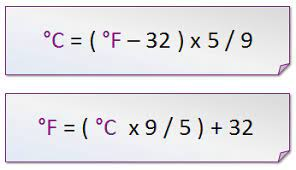 °C = ( °F – 32 ) x 5 / 9
°F = ( °C x 9 / 5 ) + 32